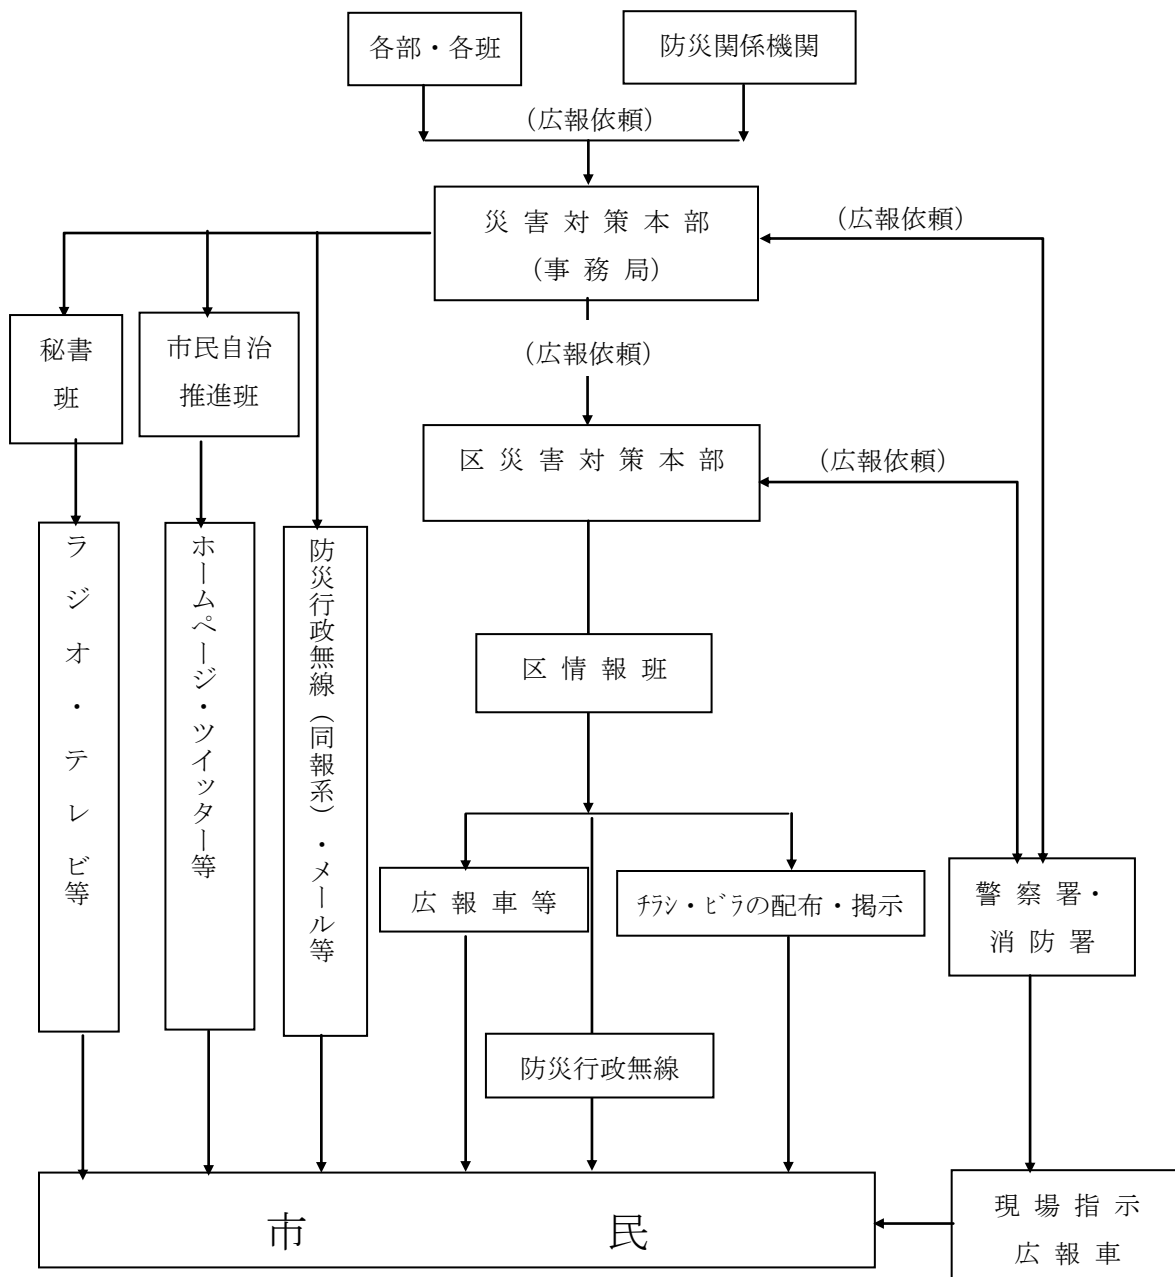 各部・各班
防災関係機関
(広報依頼)
災害対策本部
(事務局)
(広報依頼)
秘書
班
市民自治
推進班
(広報依頼)
区災害対策本部
(広報依頼)
ラジオ・テレビ等
ホームページ・ツイッター等
防災行政無線(同報系)・メール等
区情報班
広報車等
ﾁﾗｼ・ﾋﾞﾗの配布・掲示
警察署・
消防署
防災行政無線
市民
現場指示
広報車